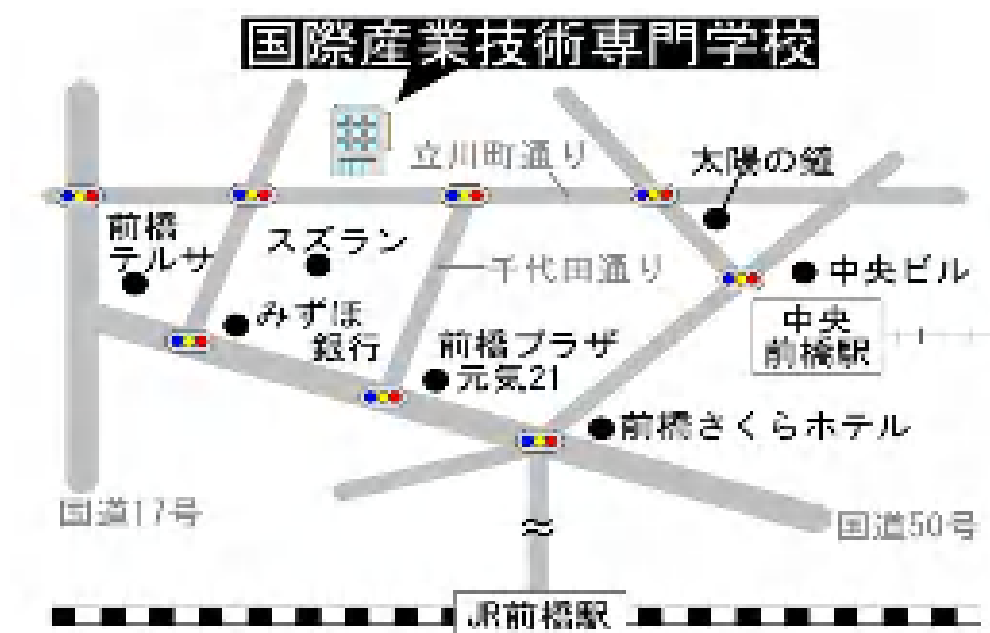 国際産業技術専門学校
立川町通り
太陽の鐘
前橋
テルサ
スズラン
千代田通り
中央ビル
みずほ
銀行
中央
前橋駅
前橋プラザ
元気21
前橋さくらホテル
国道17号
国道50号
JR前橋駅